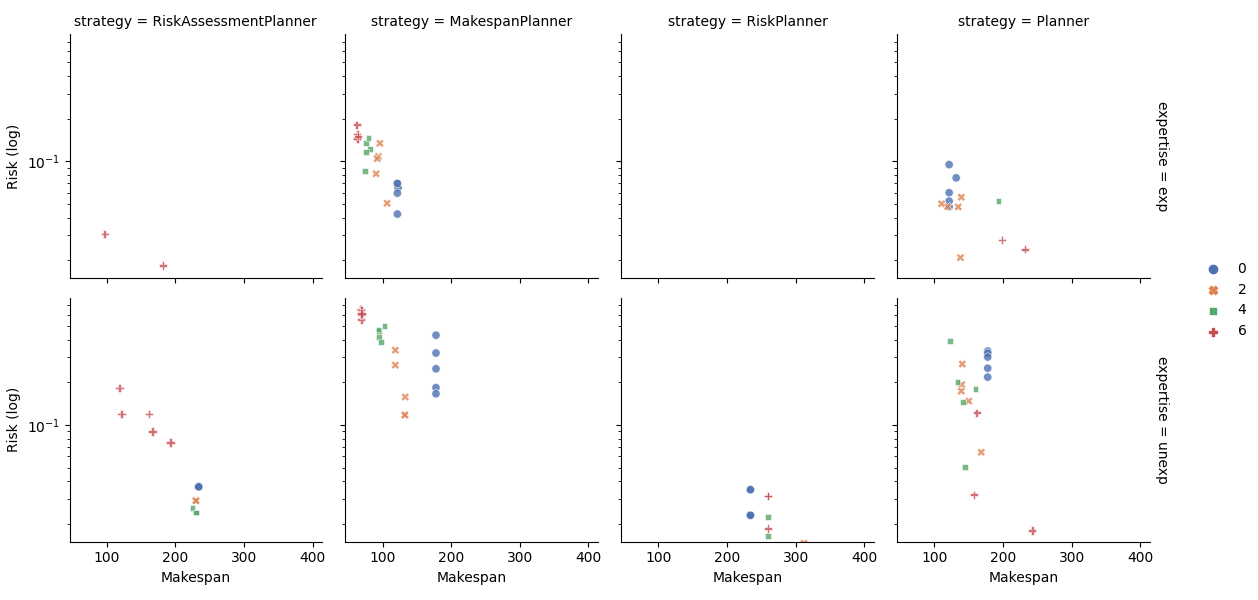 strategy = RiskAssessmentPlanner
strategy = MakespanPlanner
strategy = RiskPlanner
strategy = Planner
Risk (log)
10⁻¹
expertise = exp
0
2
4
6
Risk (log)
10⁻¹
expertise = unexp
100 200 300 400
100 200 300 400
100 200 300 400
100 200 300 400
Makespan
Makespan
Makespan
Makespan